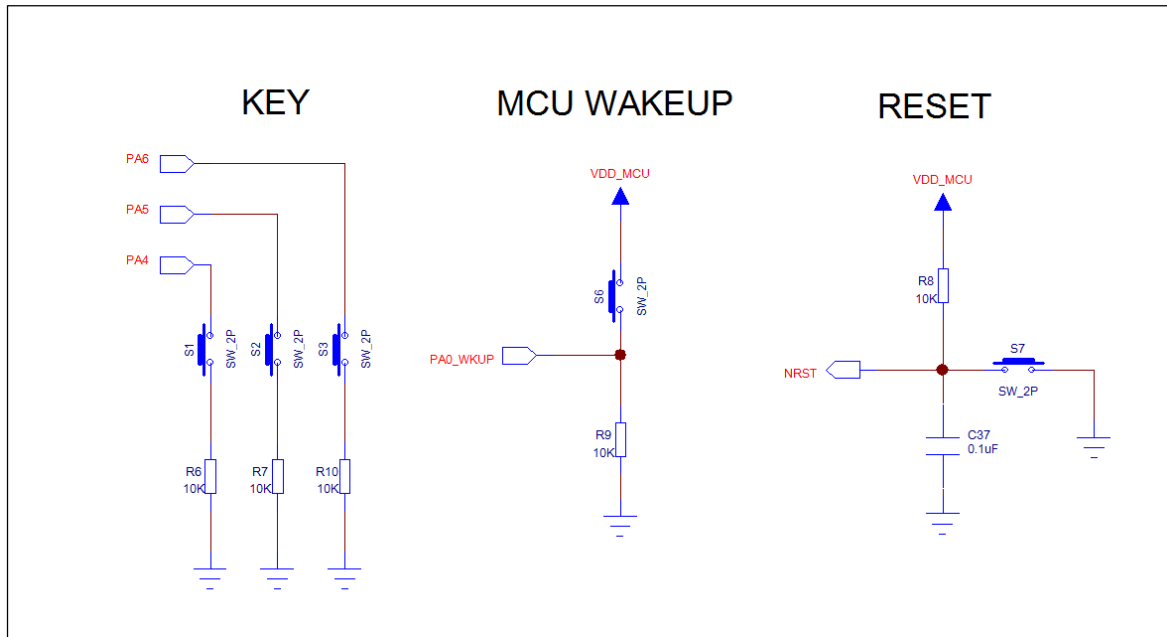 KEY
MCU WAKEUP
RESET
PA6
PA5
PA4
S1
SW_2P
S2
SW_2P
S3
SW_2P
R6
10K
R7
10K
R10
10K
VDD_MCU
S6
SW_2P
PA0_WKUP
R9
10K
VDD_MCU
R8
10K
NRST
S7
SW_2P
C37
0.1uF